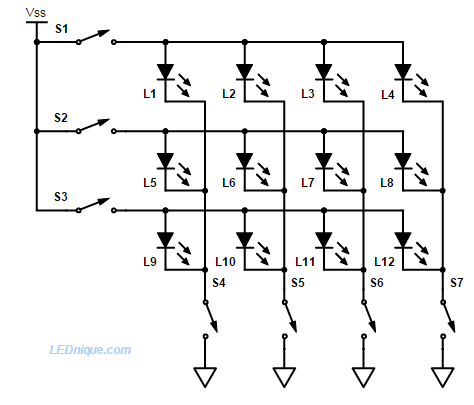 Vss
S1
L1 L2 L3 L4
S2
L5 L6 L7 L8
S3
L9 L10 L11 L12
S4 S5 S6 S7
LEDnique.com